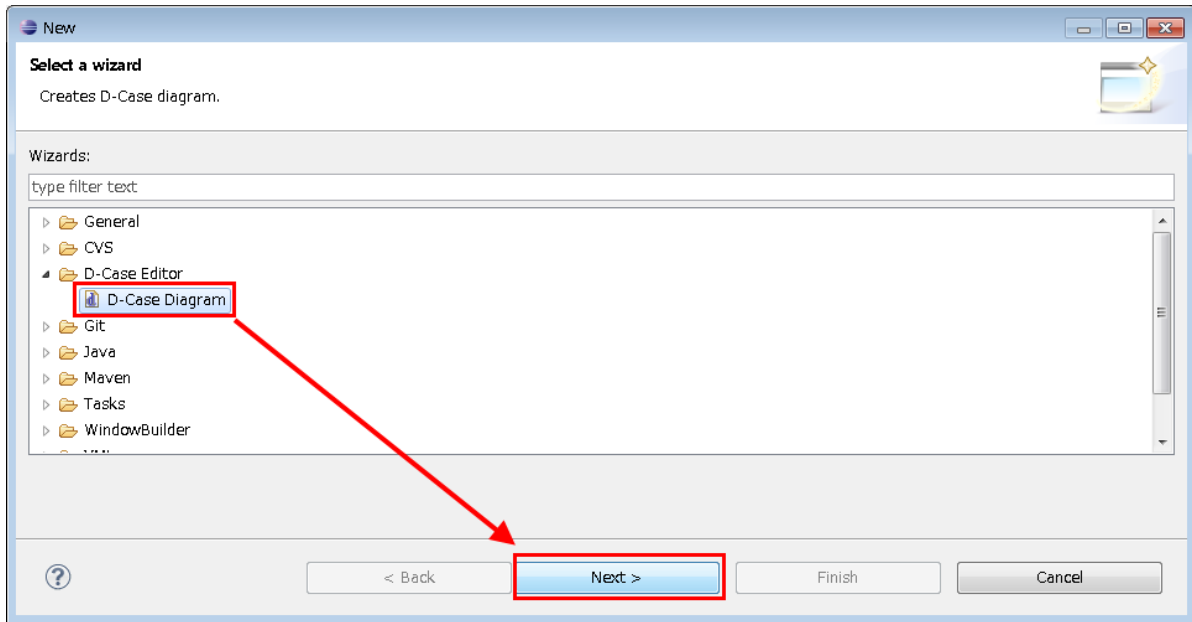 New
Select a wizard
Creates D-Case diagram.
Wizards:
type filter text
General
CVS
D-Case Editor
D-Case Diagram
Git
Java
Maven
Tasks
WindowBuilder
?
< Back
Next >
Finish
Cancel